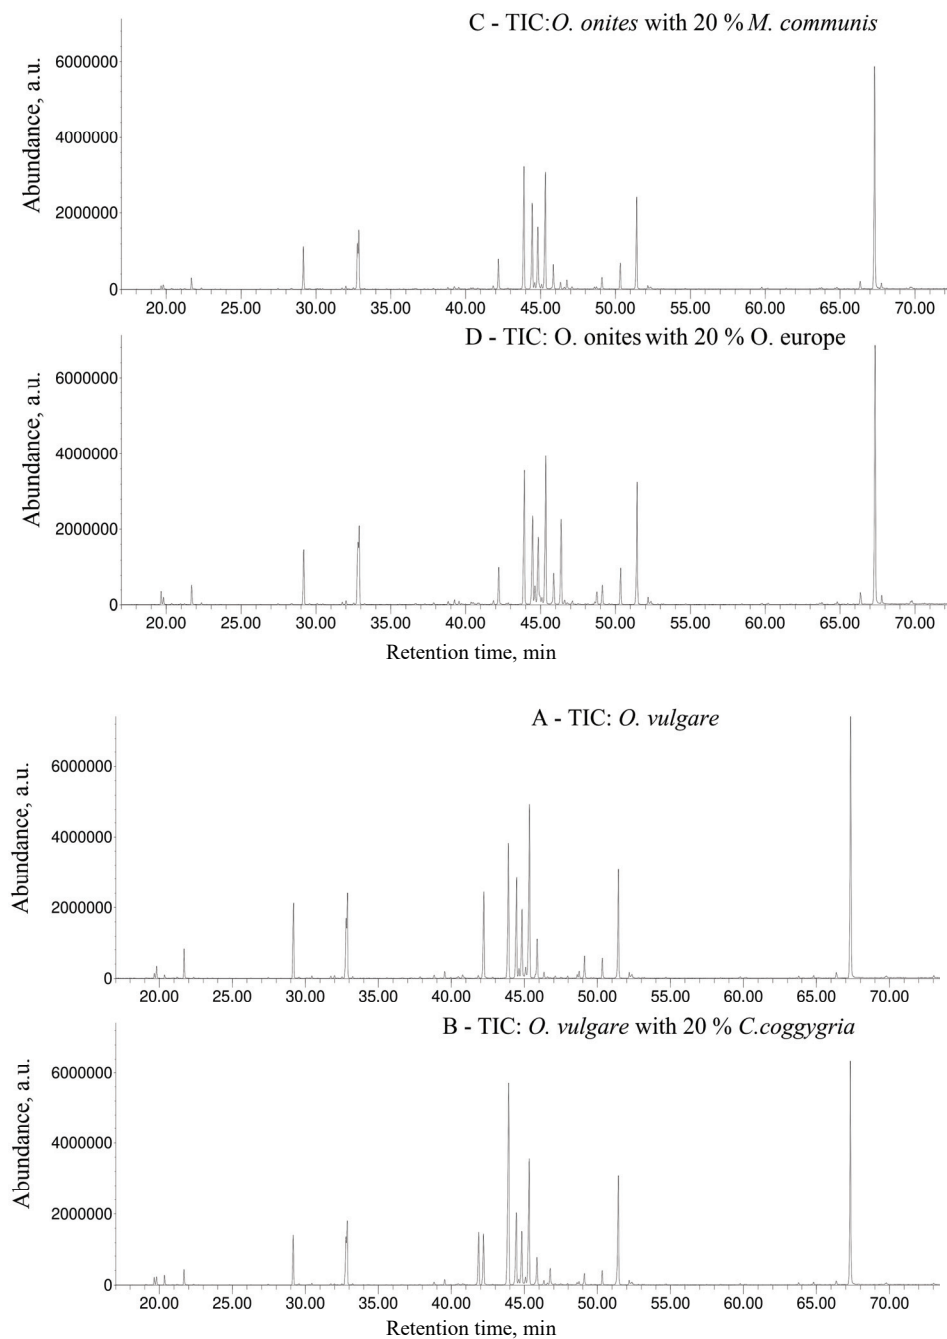 C - TIC:O. onites with 20 % M. communis
Abundance, a.u.
6000000
4000000
2000000
0
20.00 25.00 30.00 35.00 40.00 45.00 50.00 55.00 60.00 65.00 70.00
D - TIC: O. onites with 20 % O. europe
Abundance, a.u.
6000000
4000000
2000000
0
20.00 25.00 30.00 35.00 40.00 45.00 50.00 55.00 60.00 65.00 70.00
Retention time, min
A - TIC: O. vulgare
Abundance, a.u.
6000000
4000000
2000000
0
20.00 25.00 30.00 35.00 40.00 45.00 50.00 55.00 60.00 65.00 70.00
B - TIC: O. vulgare with 20 % C.coggygria
Abundance, a.u.
6000000
4000000
2000000
0
20.00 25.00 30.00 35.00 40.00 45.00 50.00 55.00 60.00 65.00 70.00
Retention time, min